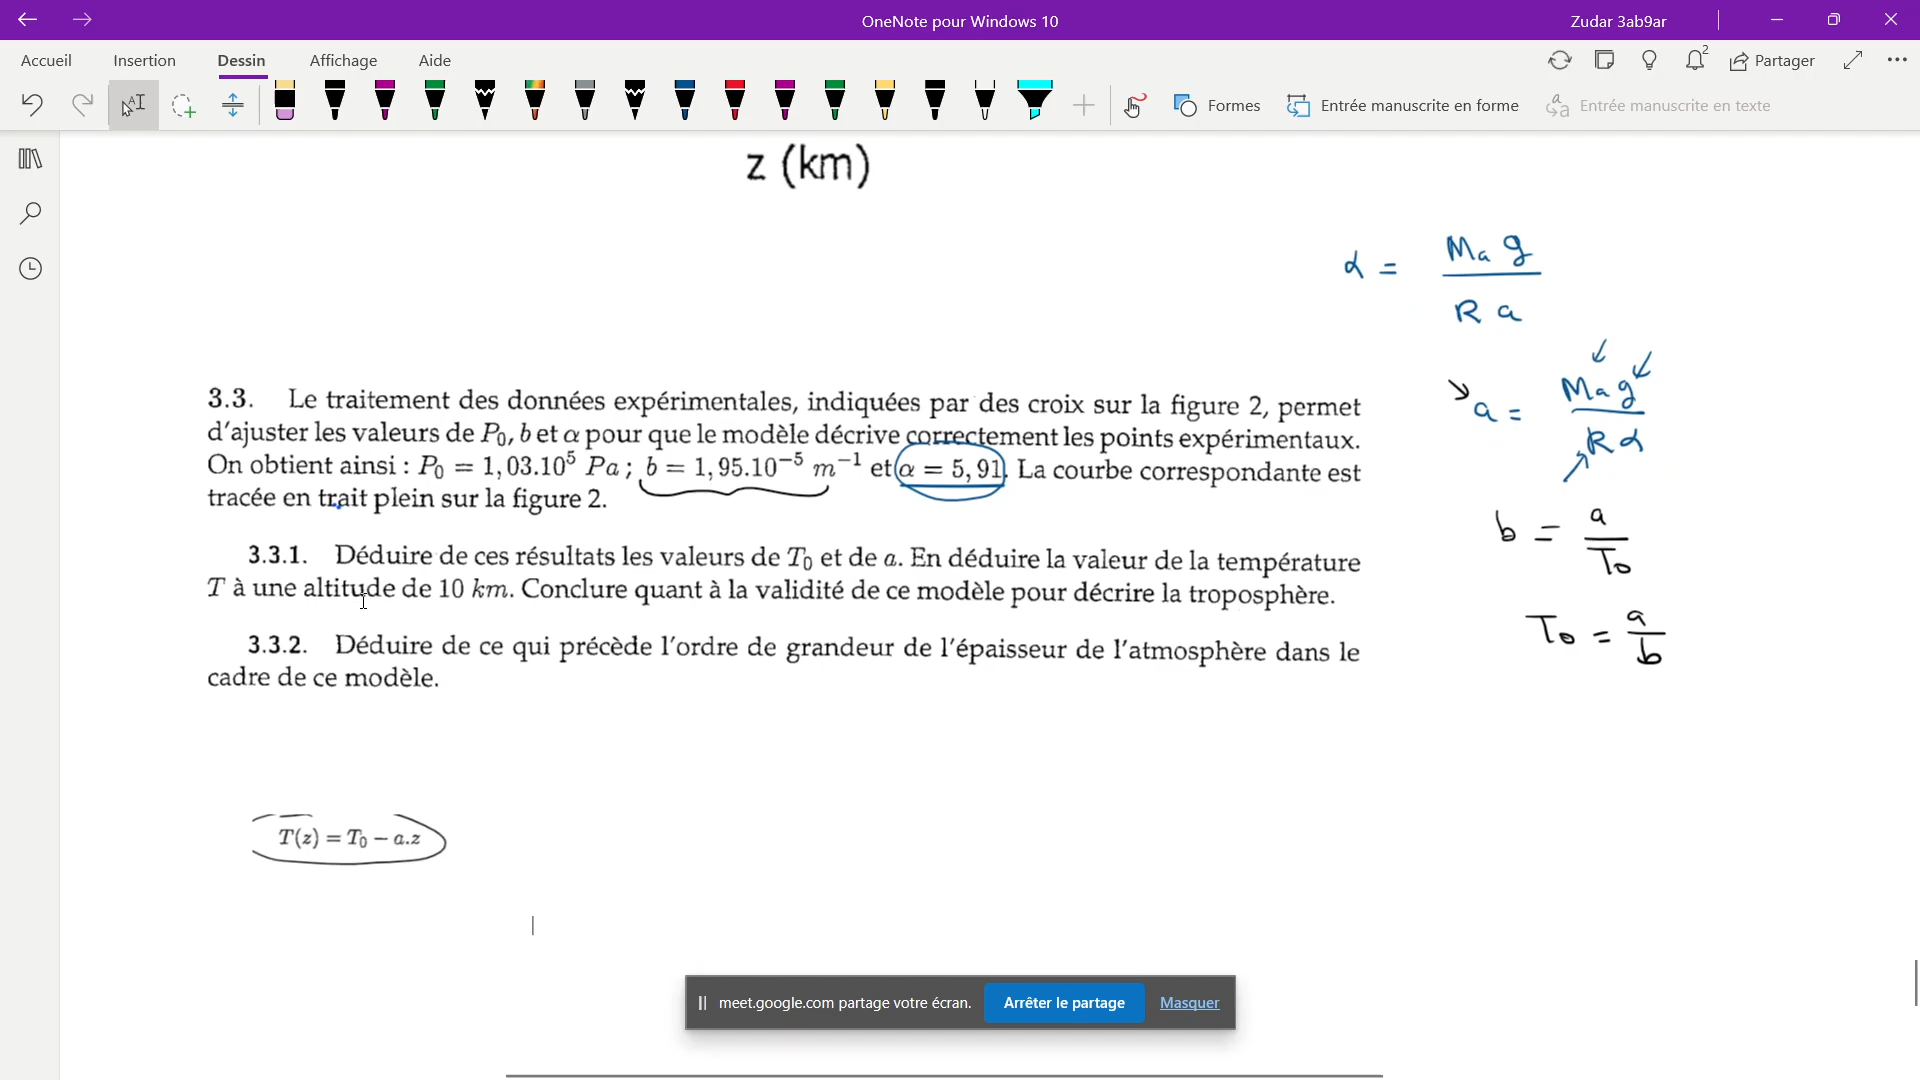 OneNote pour Windows 10
Zudar 3ab9ar
Accueil Insertion Dessin Affichage Aide
2
Partager
Formes
Entrée manuscrite en forme
Entrée manuscrite en texte
z (km)
α = Ma g / R a
a = Ma g / R α
b = a / T₀
T₀ = a / b
3.3. Le traitement des données expérimentales, indiquées par des croix sur la figure 2, permet
d'ajuster les valeurs de P₀, b et α pour que le modèle décrive correctement les points expérimentaux.
On obtient ainsi : P₀ = 1,03.10⁵ Pa ; b = 1,95.10⁻⁵ m⁻¹ et α = 5,91. La courbe correspondante est
tracée en trait plein sur la figure 2.
3.3.1. Déduire de ces résultats les valeurs de T₀ et de a. En déduire la valeur de la température
T à une altitude de 10 km. Conclure quant à la validité de ce modèle pour décrire la troposphère.
3.3.2. Déduire de ce qui précède l'ordre de grandeur de l'épaisseur de l'atmosphère dans le
cadre de ce modèle.
T(z) = T₀ − a.z
meet.google.com partage votre écran.
Arrêter le partage
Masquer